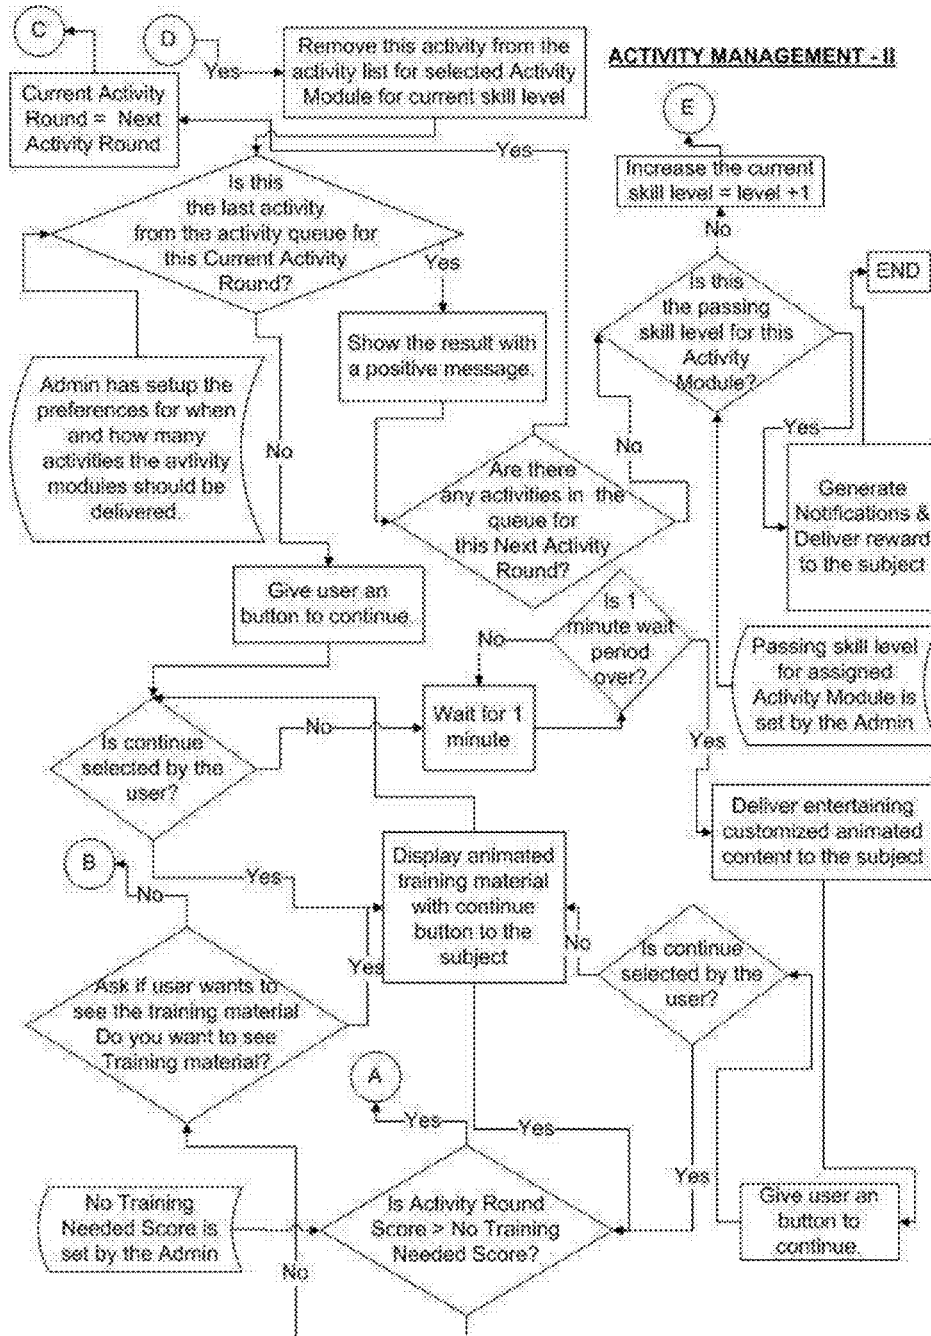 C
D
Yes
Remove this activity from the
activity list for selected Activity
Module for current skill level
ACTIVITY MANAGEMENT - II
Current Activity
Round = Next
Activity Round
Yes
E
Increase the current
skill level = level +1
No
Is this
the last activity
from the activity queue for
this Current Activity
Round?
Yes
END
Is this
the passing
skill level for this
Activity
Module?
Show the result with
a positive message.
Admin has setup the
preferences for when
and how many
activities the avtivity
modules should be
delivered.
No
No
Yes
Are there
any activities in the
queue for
this Next Activity
Round?
Generate
Notifications &
Deliver reward
to the subject
Give user an
button to continue.
Is 1
minute wait
period
over?
No
Passing skill level
for assigned
Activity Module is
set by the Admin
Wait for 1
minute
No
Is continue
selected by the
user?
Yes
Deliver entertaining
customized animated
content to the subject
B
No
Yes
Display animated
training material
with continue
button to the
subject
No
Is continue
selected by the
user?
Yes
Ask if user wants to
see the training material
Do you want to see
Training material?
A
Yes
Yes
Yes
No Training
Needed Score is
set by the Admin
Is Activity Round
Score > No Training
Needed Score?
Give user an
button to
continue.
No